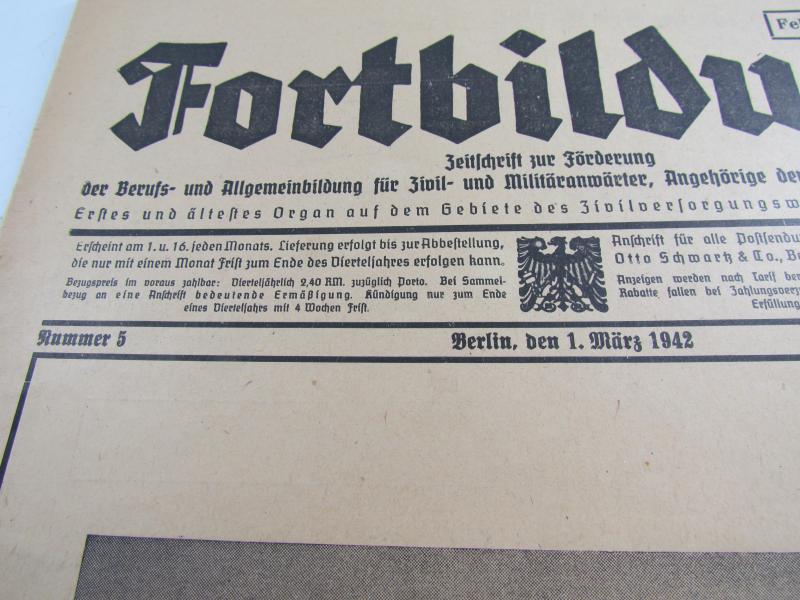 Fel
Fortbildu
Zeitschrift zur Förderung
der Berufs- und Allgemeinbildung für Zivil- und Militäranwärter, Angehörige der
Erstes und ältestes Organ auf dem Gebiete des Zivilversorgungsw
Erscheint am 1. u. 16. jeden Monats. Lieferung erfolgt bis zur Abbestellung,
die nur mit einem Monat Frist zum Ende des Vierteljahres erfolgen kann.
Bezugspreis im voraus zahlbar: Vierteljährlich 2,40 RM. zuzüglich Porto. Bei Sammel-
bezug an eine Anschrift bedeutende Ermäßigung. Kündigung nur zum Ende
eines Vierteljahrs mit 4 Wochen Frist.
Anschrift für alle Postsendu
Otto Schwartz & Co., Be
Anzeigen werden nach Tarif ber
Rabatte fallen bei Zahlungsverzu
Erfüllung
Nummer 5
Berlin, den 1. März 1942